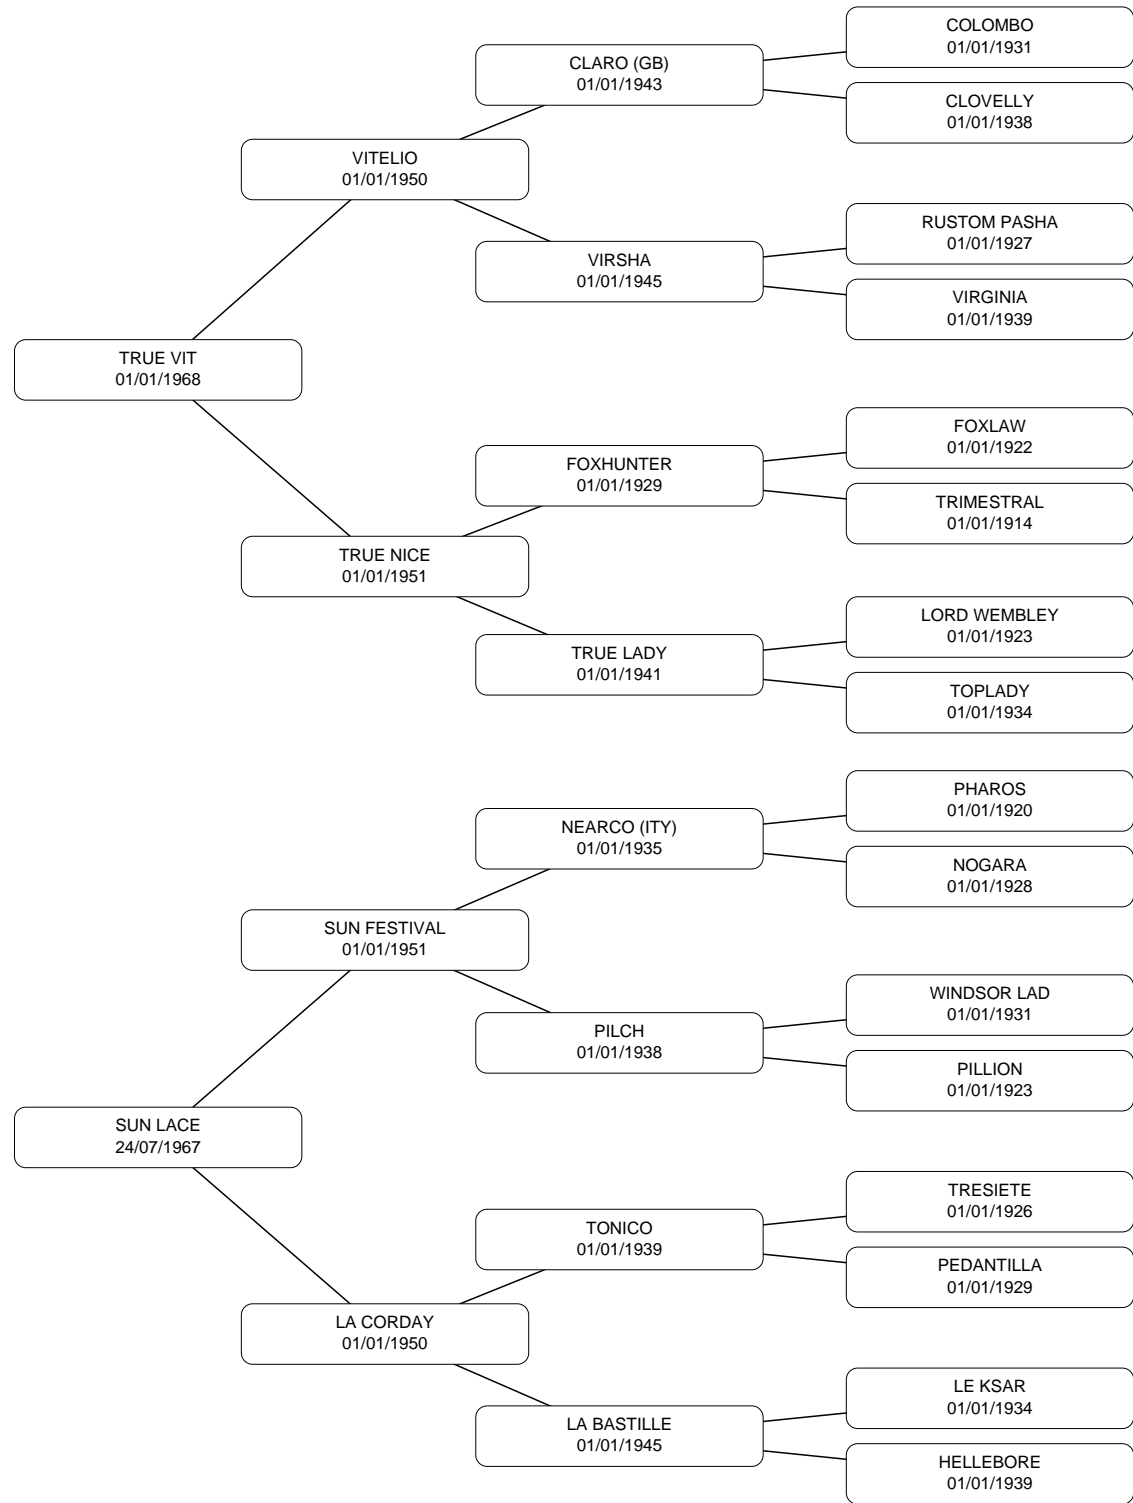 COLOMBO
01/01/1931
CLARO (GB)
01/01/1943
CLOVELLY
01/01/1938
VITELIO
01/01/1950
RUSTOM PASHA
01/01/1927
VIRSHA
01/01/1945
VIRGINIA
01/01/1939
TRUE VIT
01/01/1968
FOXLAW
01/01/1922
FOXHUNTER
01/01/1929
TRIMESTRAL
01/01/1914
TRUE NICE
01/01/1951
LORD WEMBLEY
01/01/1923
TRUE LADY
01/01/1941
TOPLADY
01/01/1934
PHAROS
01/01/1920
NEARCO (ITY)
01/01/1935
NOGARA
01/01/1928
SUN FESTIVAL
01/01/1951
WINDSOR LAD
01/01/1931
PILCH
01/01/1938
PILLION
01/01/1923
SUN LACE
24/07/1967
TRESIETE
01/01/1926
TONICO
01/01/1939
PEDANTILLA
01/01/1929
LA CORDAY
01/01/1950
LE KSAR
01/01/1934
LA BASTILLE
01/01/1945
HELLEBORE
01/01/1939